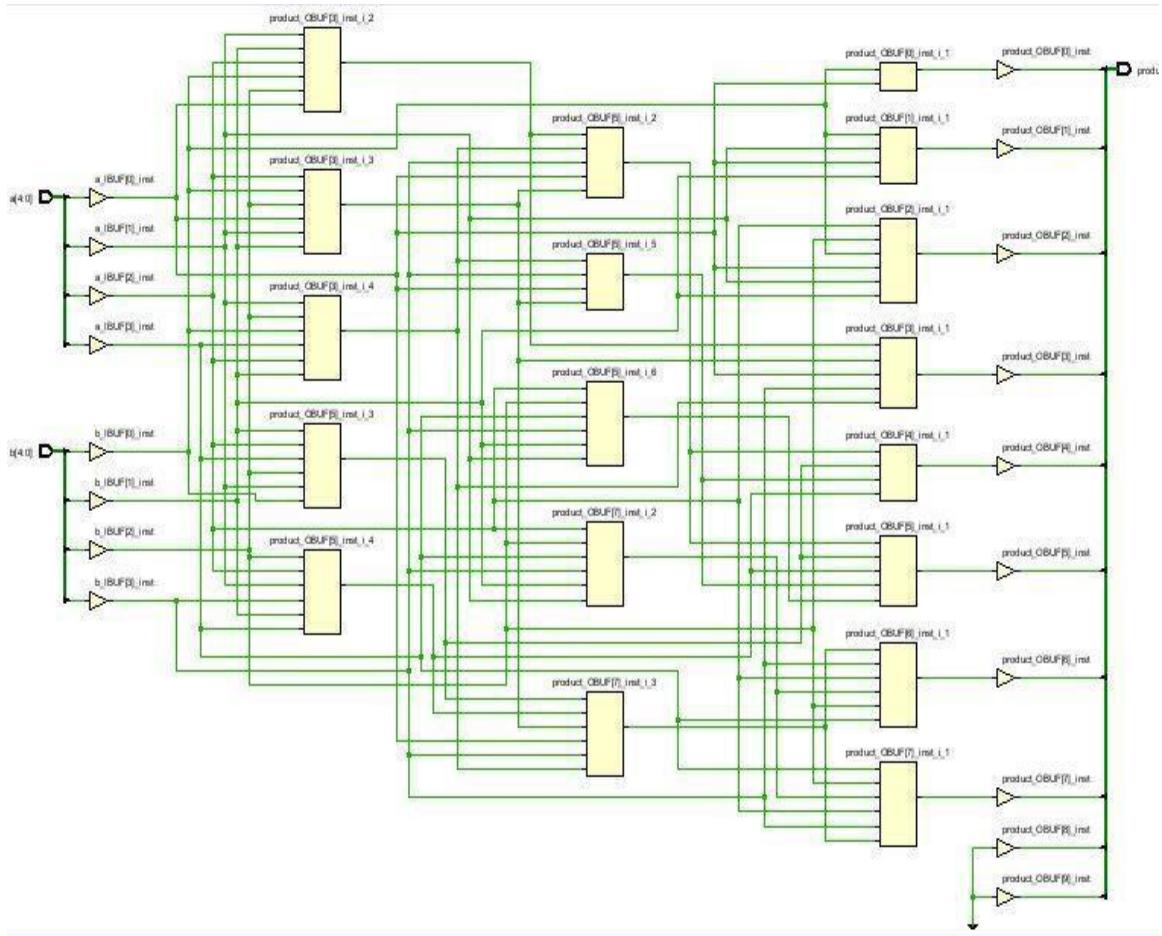 product_OBUF[3]_inst_i_2
product_OBUF[0]_inst_i_1
product_OBUF[0]_inst
produ
product_OBUF[5]_inst_i_2
product_OBUF[1]_inst_i_1
product_OBUF[1]_inst
product_OBUF[3]_inst_i_3
a_IBUF[0]_inst
a[4:0]
product_OBUF[2]_inst_i_1
a_IBUF[1]_inst
product_OBUF[2]_inst
product_OBUF[5]_inst_i_5
a_IBUF[2]_inst
product_OBUF[3]_inst_i_4
a_IBUF[3]_inst
product_OBUF[3]_inst_i_1
product_OBUF[3]_inst
product_OBUF[5]_inst_i_6
product_OBUF[5]_inst_i_3
b_IBUF[0]_inst
b[4:0]
product_OBUF[4]_inst_i_1
product_OBUF[4]_inst
b_IBUF[1]_inst
product_OBUF[7]_inst_i_2
b_IBUF[2]_inst
product_OBUF[5]_inst_i_4
product_OBUF[5]_inst_i_1
product_OBUF[5]_inst
b_IBUF[3]_inst
product_OBUF[6]_inst_i_1
product_OBUF[6]_inst
product_OBUF[7]_inst_i_3
product_OBUF[7]_inst_i_1
product_OBUF[7]_inst
product_OBUF[8]_inst
product_OBUF[9]_inst